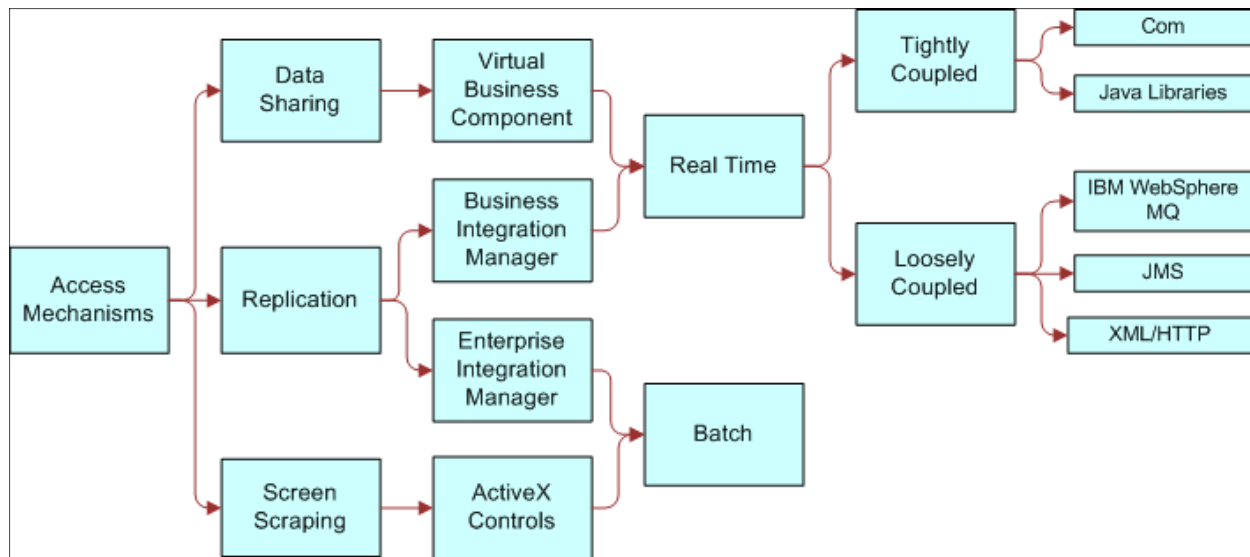 Access
Mechanisms
Data
Sharing
Replication
Screen
Scraping
Virtual
Business
Component
Business
Integration
Manager
Enterprise
Integration
Manager
ActiveX
Controls
Real Time
Batch
Tightly
Coupled
Loosely
Coupled
Com
Java Libraries
IBM WebSphere
MQ
JMS
XML/HTTP